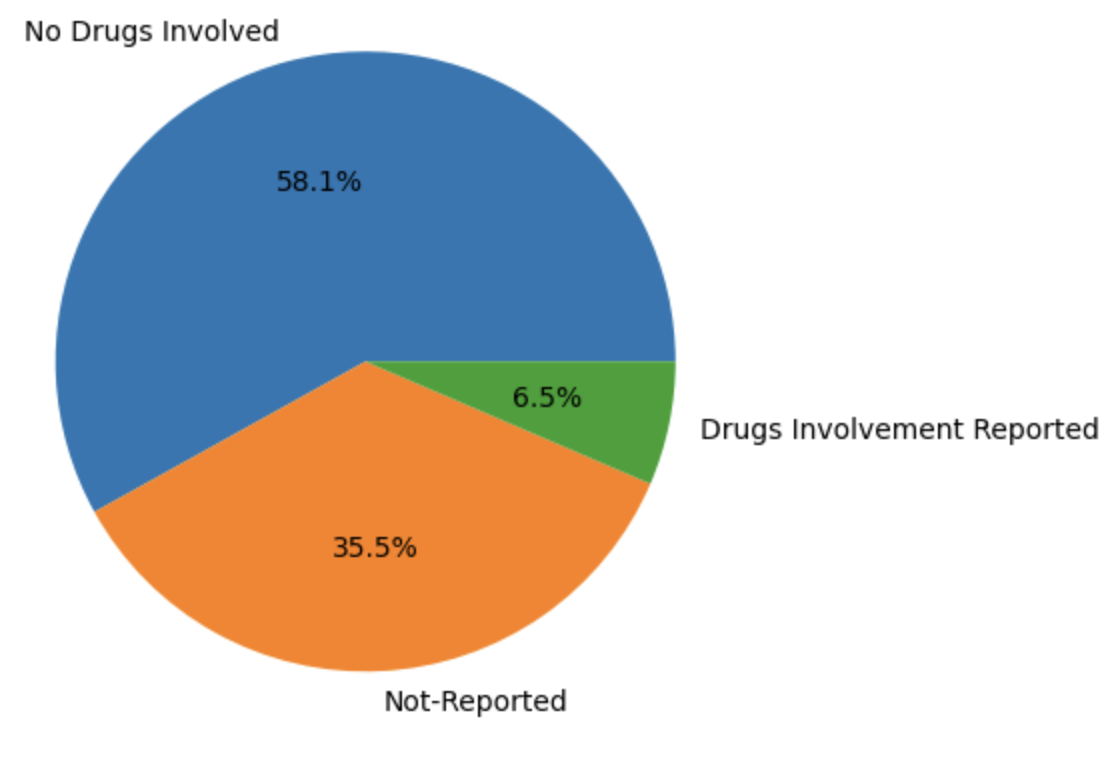 No Drugs Involved
58.1%
6.5%
Drugs Involvement Reported
35.5%
Not-Reported